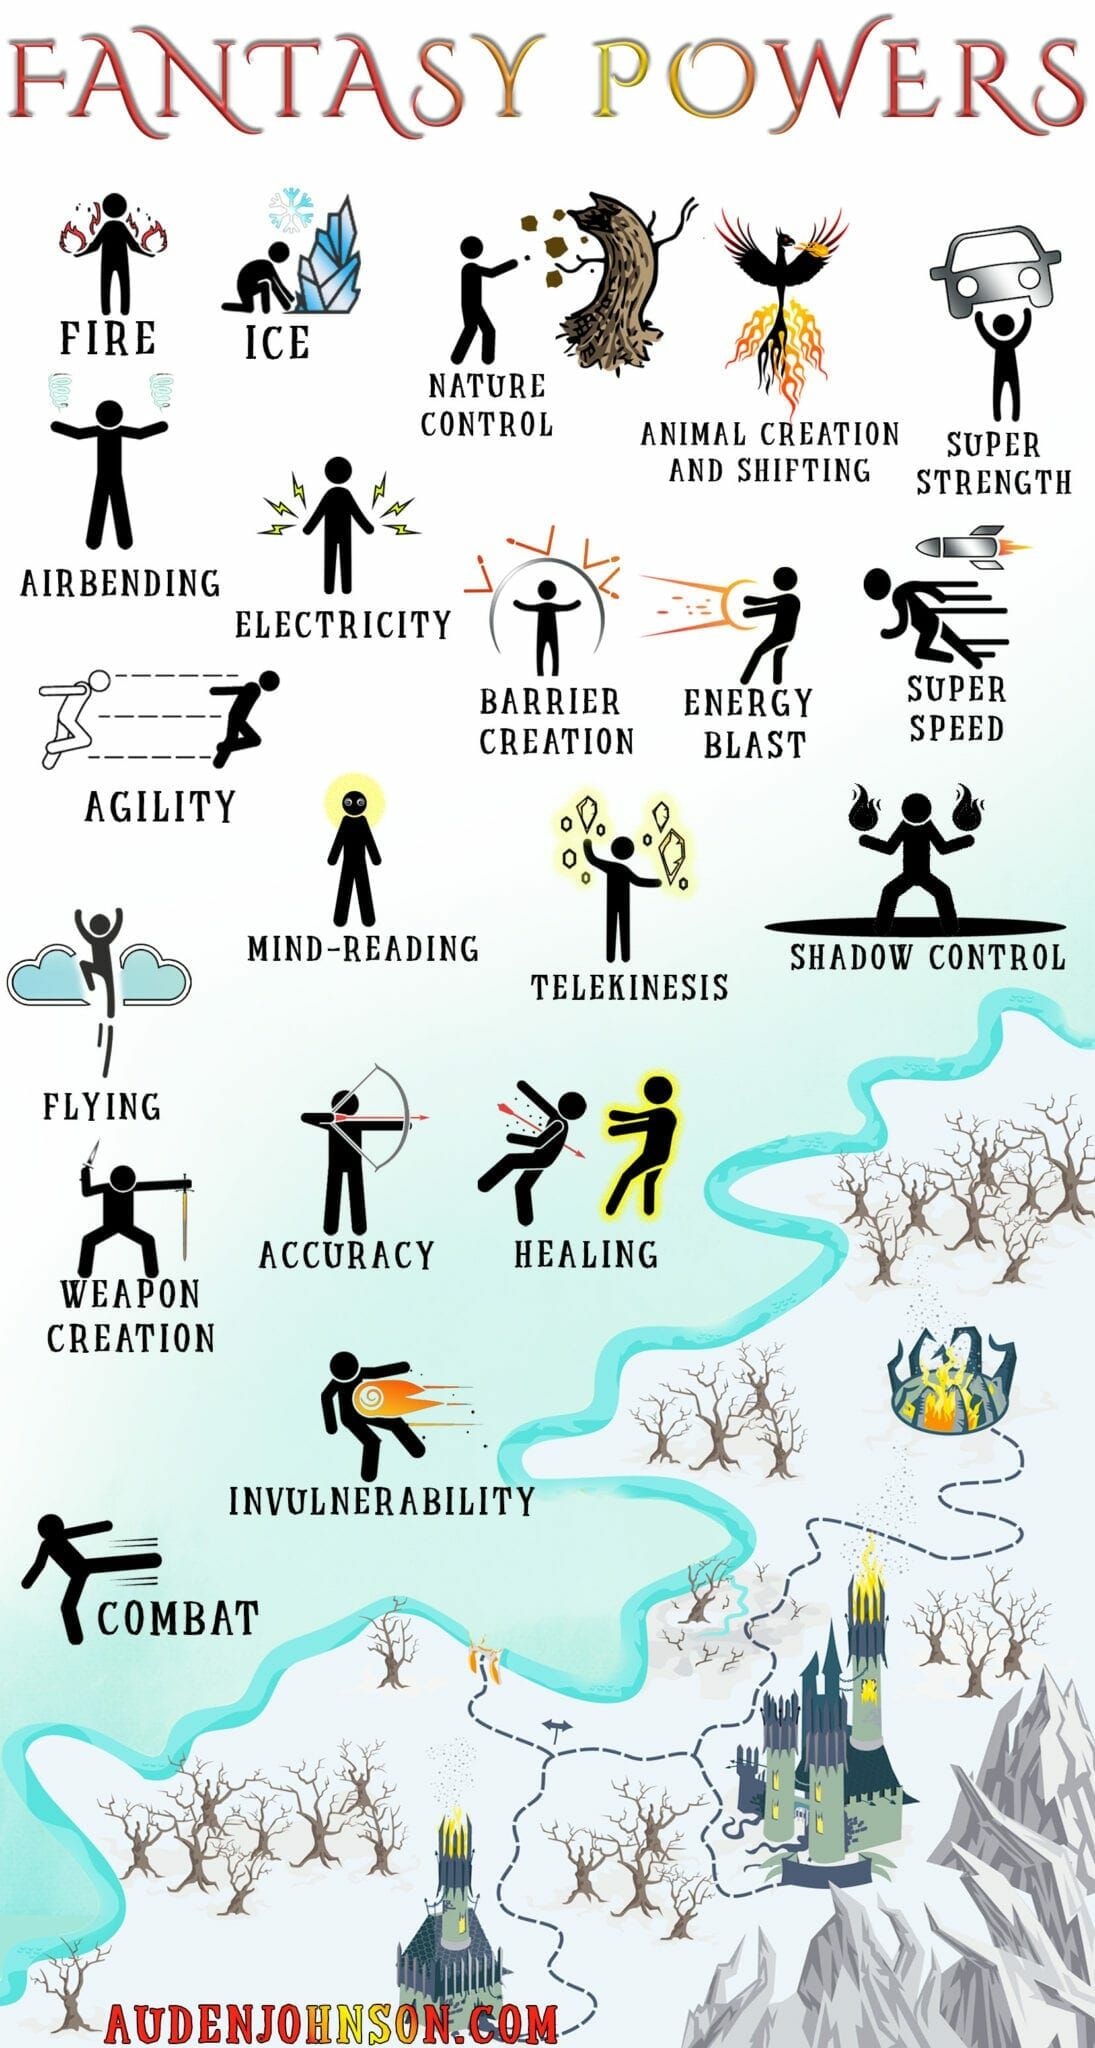 FANTASY POWERS
FIRE
ICE
NATURE
CONTROL
ANIMAL CREATION
AND SHIFTING
SUPER
STRENGTH
AIRBENDING
ELECTRICITY
BARRIER
CREATION
ENERGY
BLAST
SUPER
SPEED
AGILITY
MIND-READING
TELEKINESIS
SHADOW CONTROL
FLYING
ACCURACY
HEALING
WEAPON
CREATION
INVULNERABILITY
COMBAT
AUDENJOHNSON.COM